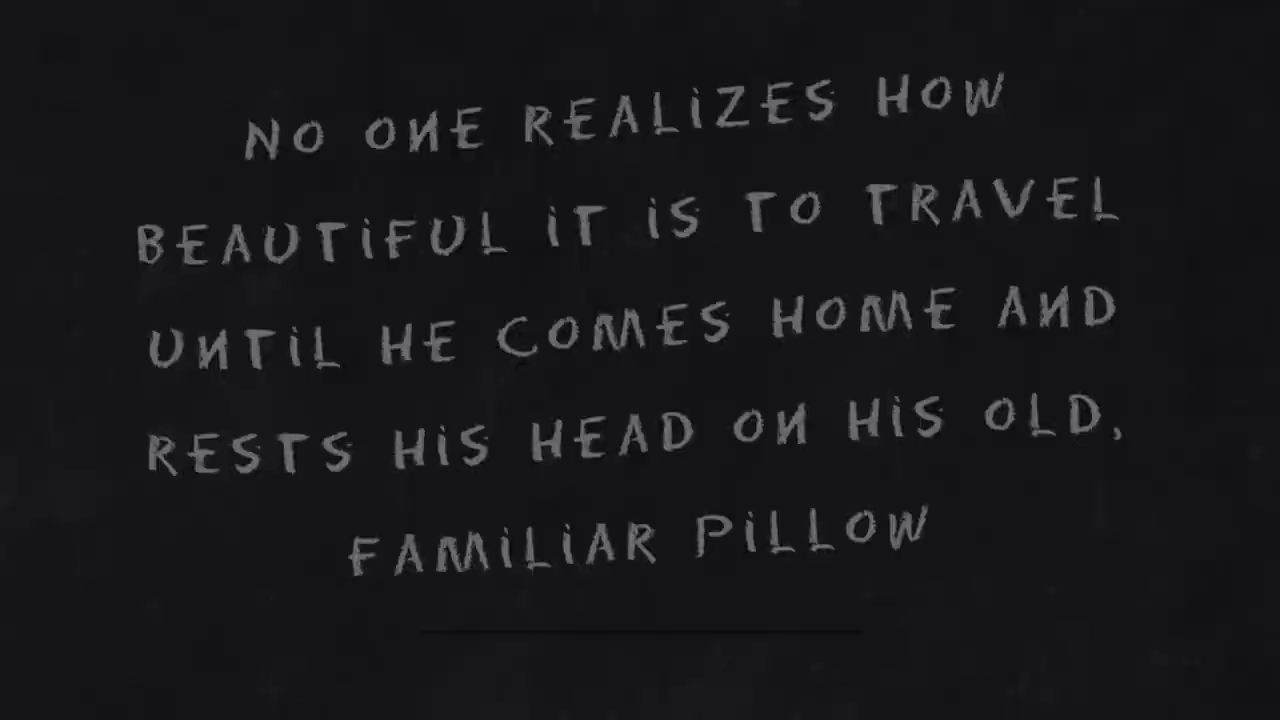 NO ONE REALiZES HOW
BEAUTiFUL iT iS TO TRAVEL
UNTiL HE COMES HOME AND
RESTS HiS HEAD ON HiS OLD,
FAMiLiAR PiLLOW